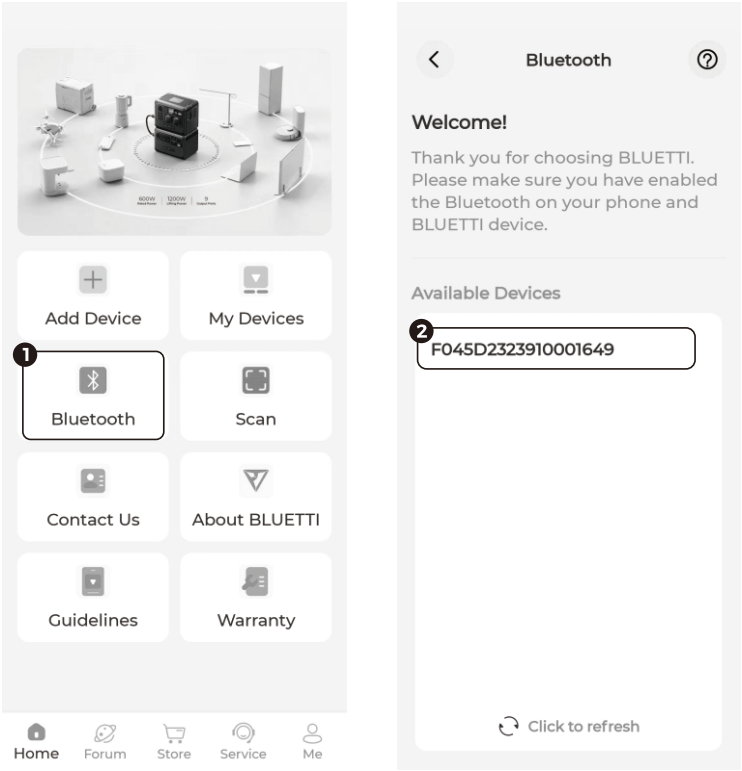 600W
1200W
9
Add Device
My Devices
1
Bluetooth
Scan
Contact Us
About BLUETTI
Guidelines
Warranty
Home
Forum
Store
Service
Me
Bluetooth
Welcome!
Thank you for choosing BLUETTI.
Please make sure you have enabled
the Bluetooth on your phone and
BLUETTI device.
Available Devices
2
F045D2323910001649
Click to refresh